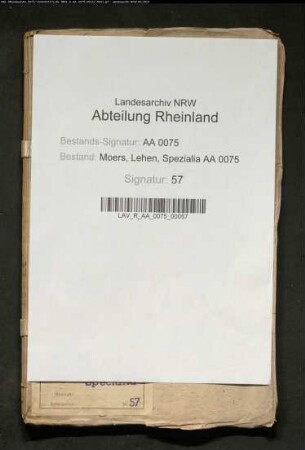 Landesarchiv NRW
Abteilung Rheinland
Bestands-Signatur: AA 0075
Bestand: Moers, Lehen, Spezialia AA 0075
Signatur: 57
LAV_R_AA_0075_00057
57